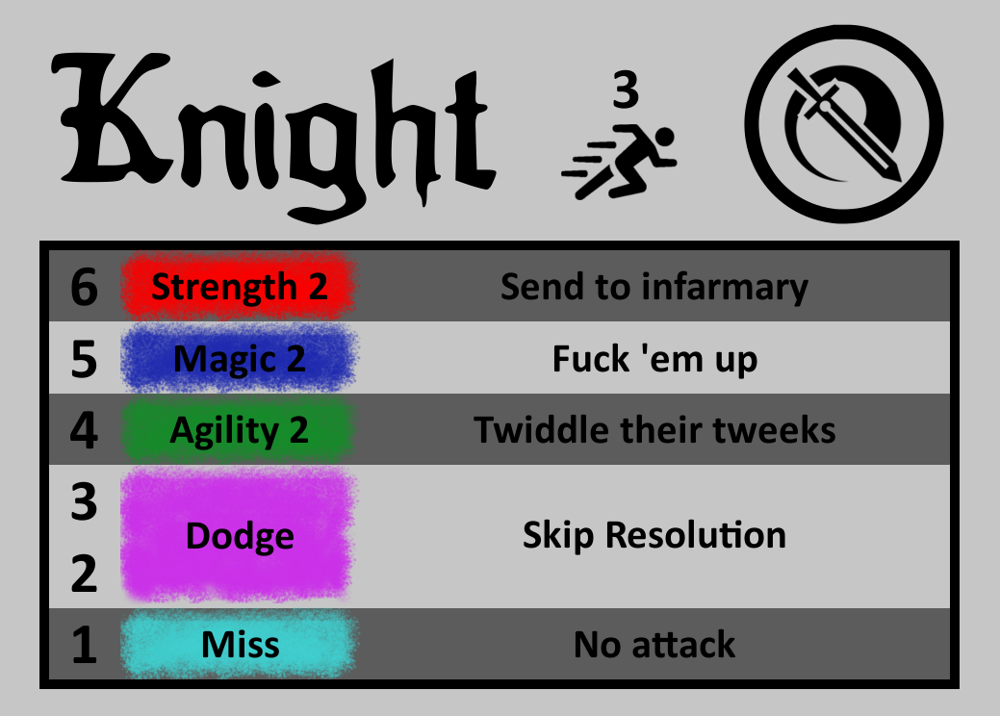 Knight
3
6 Strength 2 Send to infarmary
5 Magic 2 Fuck 'em up
4 Agility 2 Twiddle their tweeks
3
Dodge Skip Resolution
2
1 Miss No attack